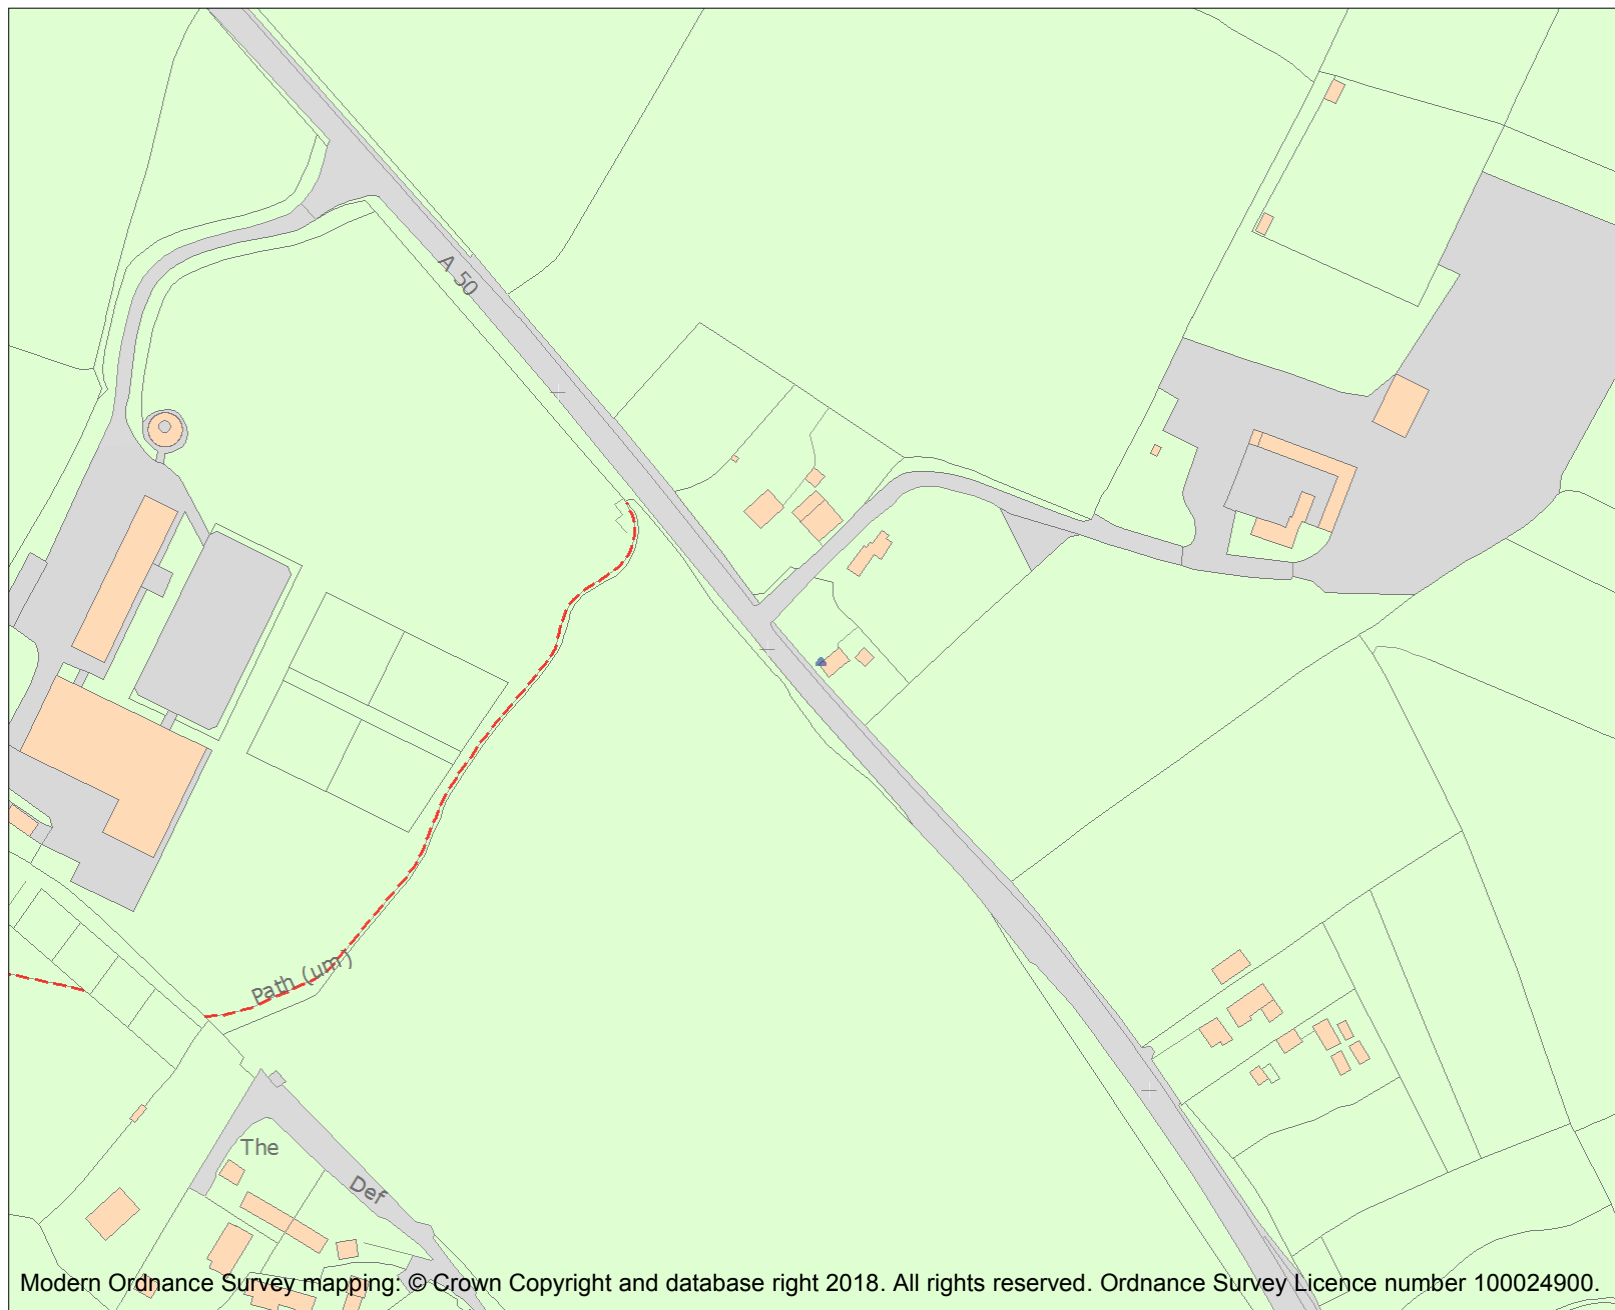 A 50
Path (um)
The
Def
Modern Ordnance Survey mapping: © Crown Copyright and database right 2018. All rights reserved. Ordnance Survey Licence number 100024900.